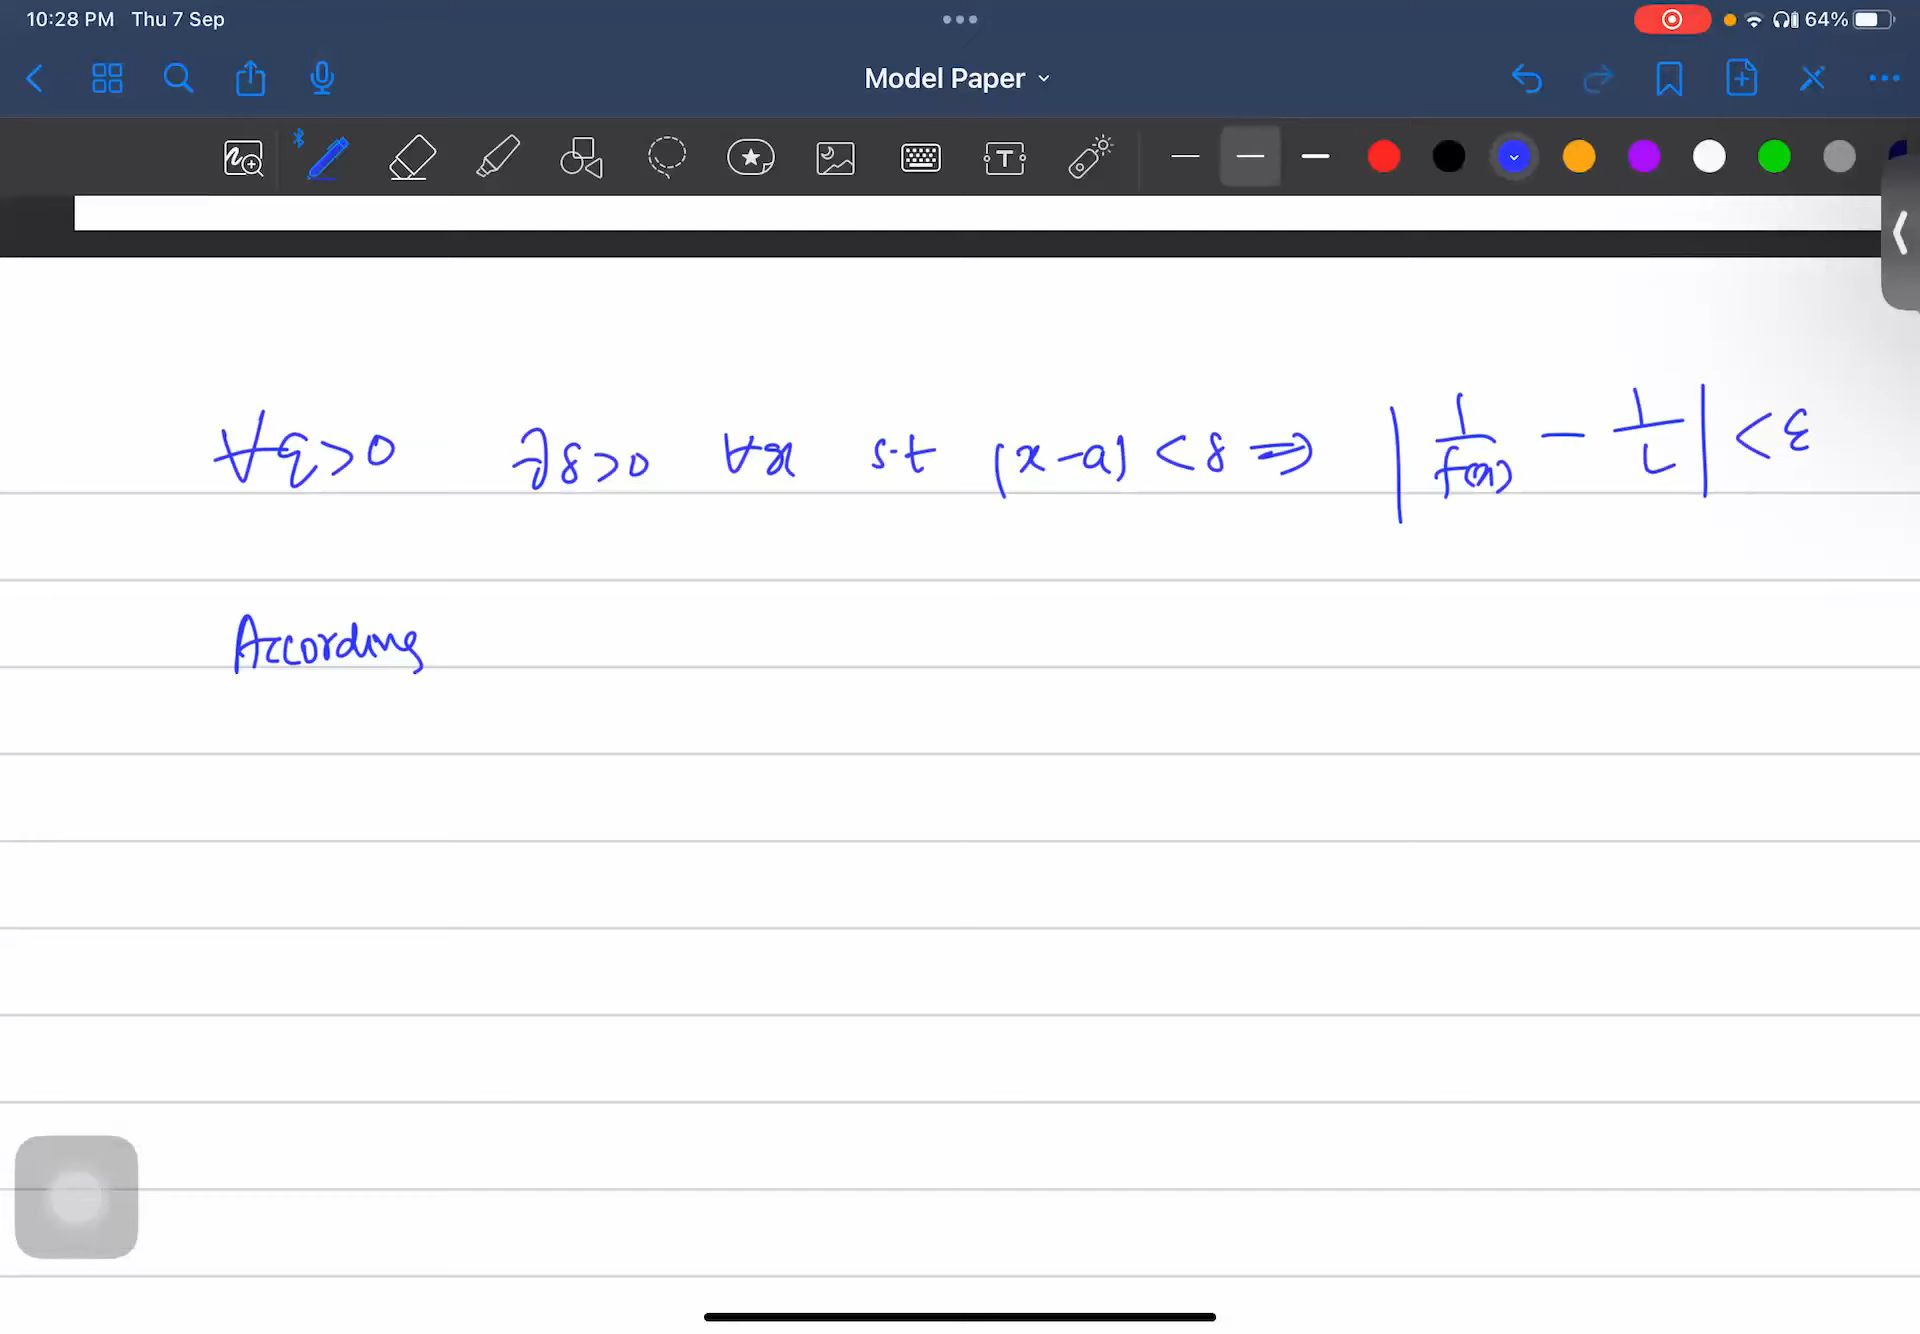 10:28 PM Thu 7 Sep 64%
Model Paper
T
∀ε>0 ∃δ>0 ∀x s.t |x-a| <δ ⇒ | 1/f(x) - 1/L | < ε
According